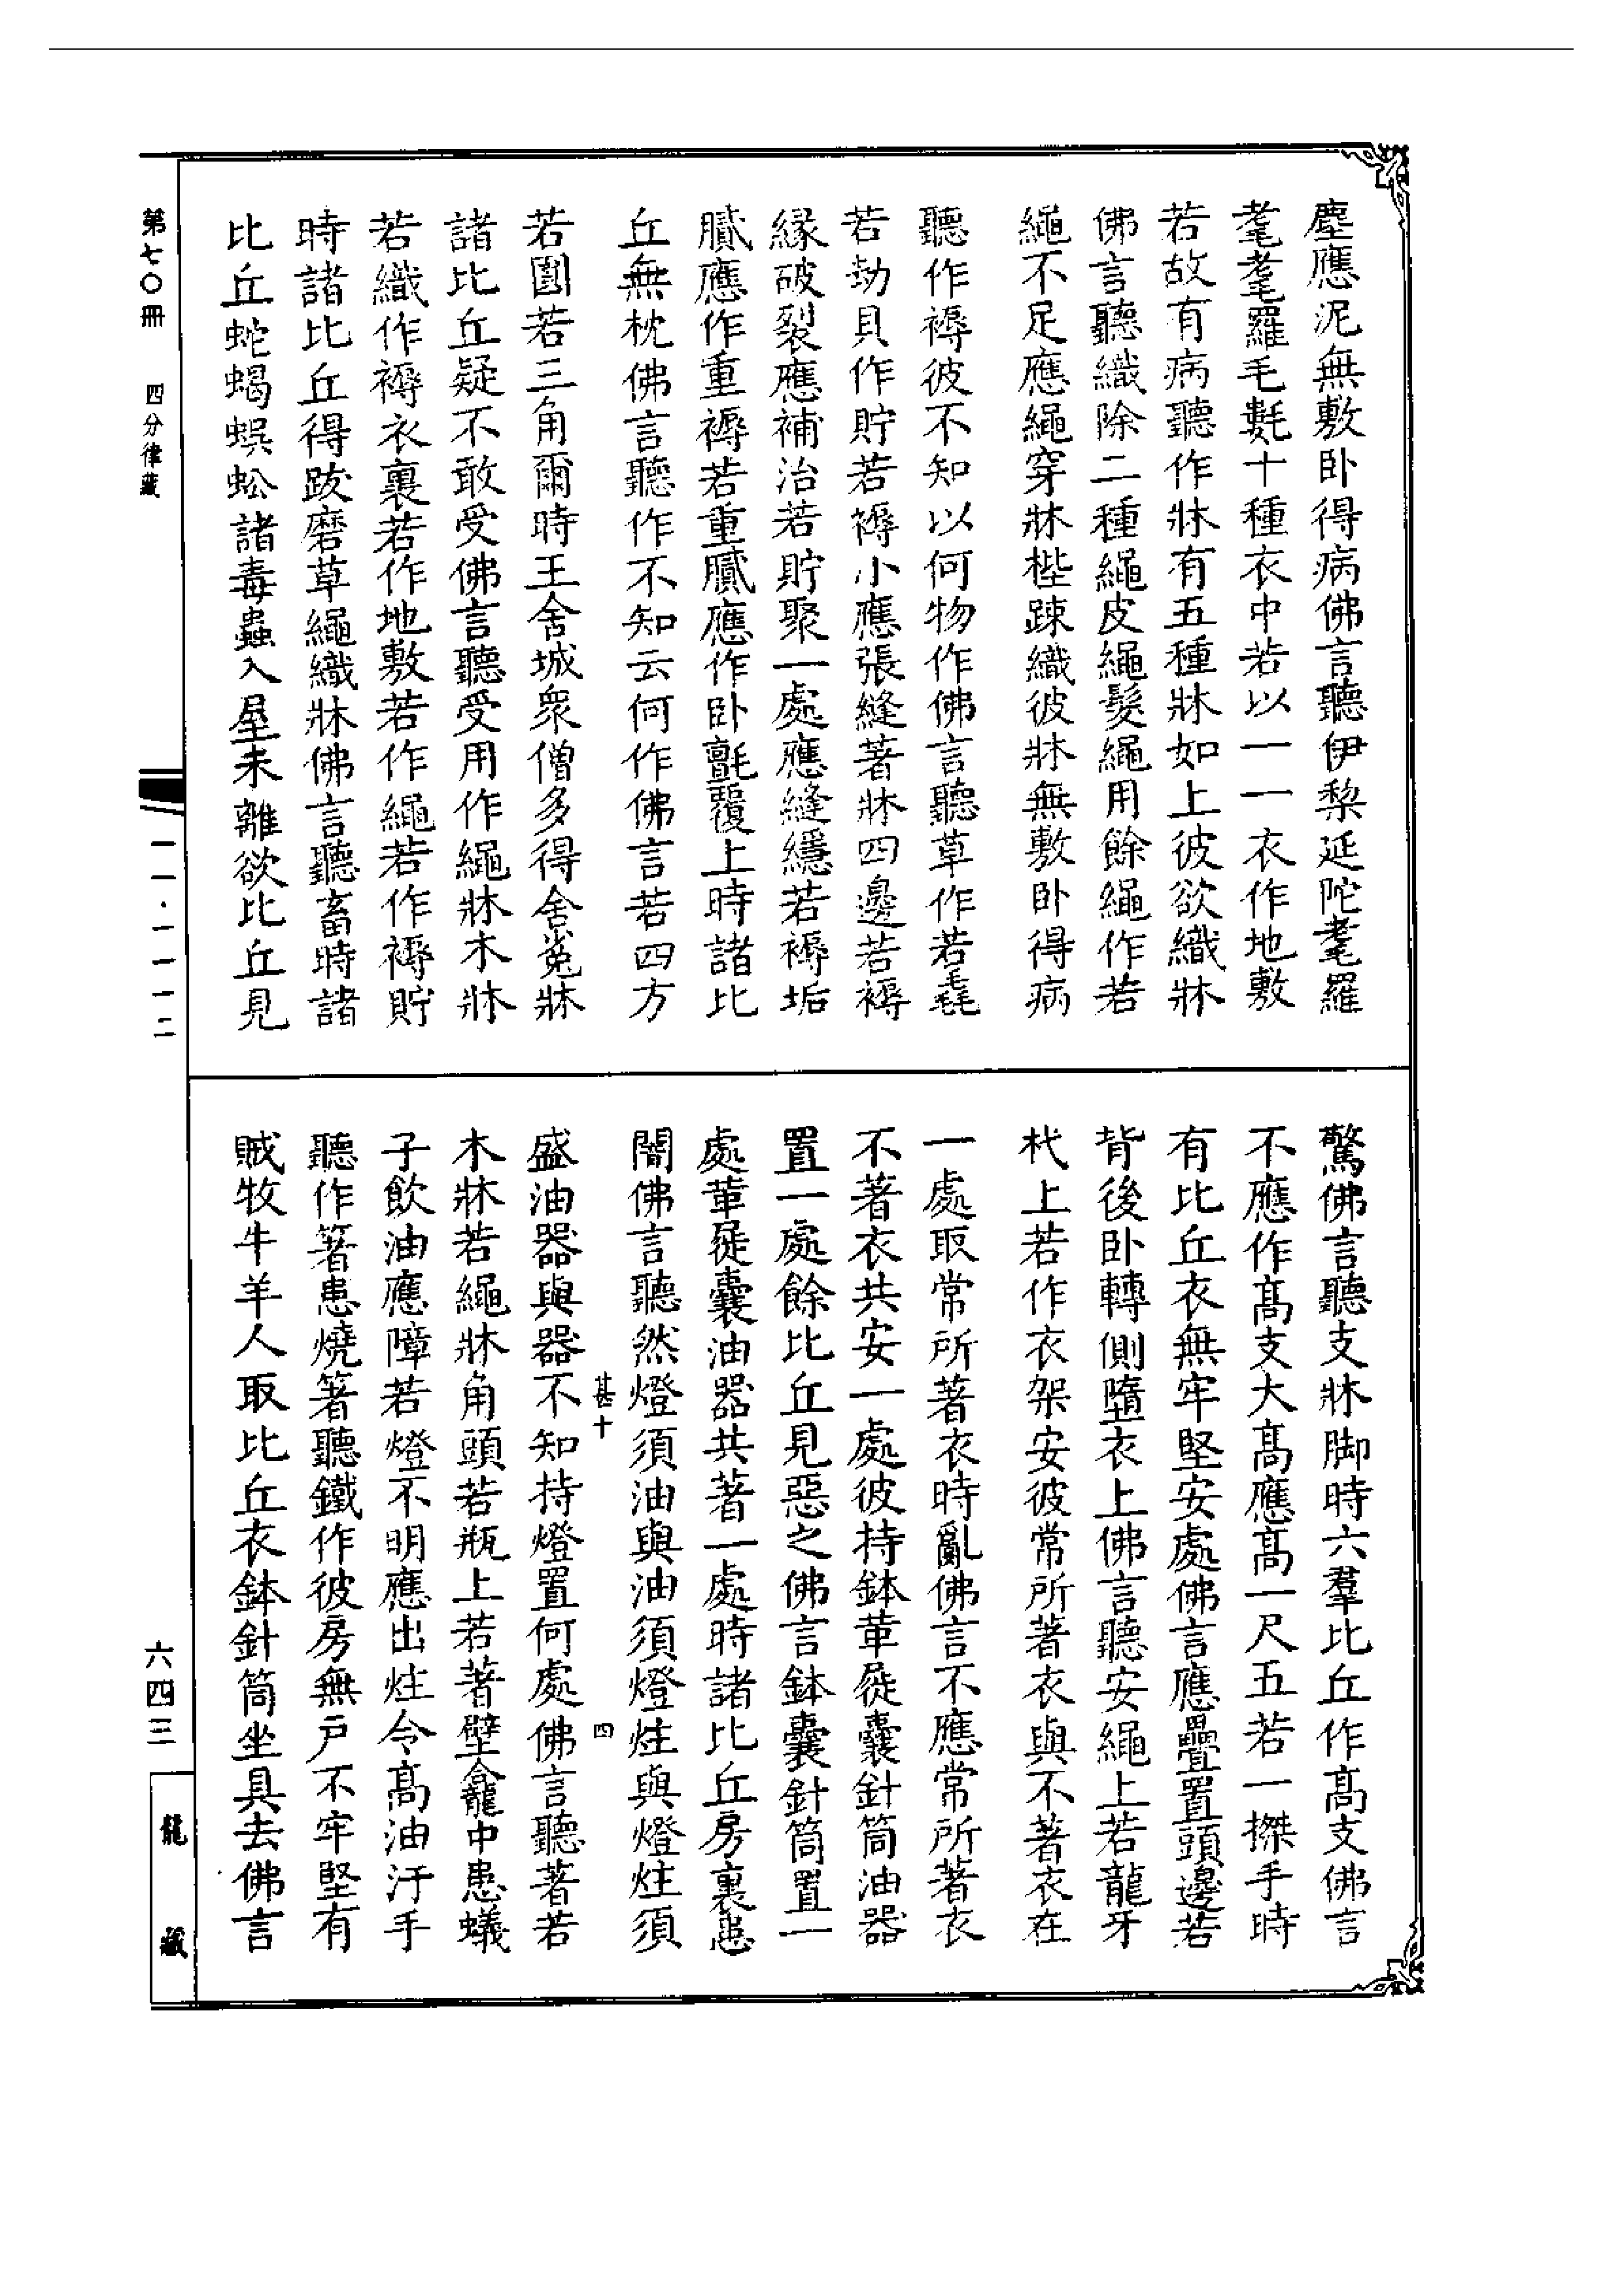 塵應泥無敷卧得病佛言聽伊棃延陀耄羅
耄耄羅毛氎十種衣中若以一一衣作地敷
若故有病聽作牀有五種牀如上彼欲織牀
佛言聽織除二種繩皮繩髮繩用餘繩作若
繩不足應繩穿牀桯踈織彼牀無敷卧得病
聽作褥彼不知以何物作佛言聽草作若毳
若劫貝作貯若褥小應張縫著牀四邊若褥
緣破裂應補治若貯聚一處應縫繶若褥垢
膩應作重褥若重膩應作卧氈覆上時諸比
丘無枕佛言聽作不知云何作佛言若四方
若圓若三角爾時王舍城衆僧多得舍㝹牀
諸比丘疑不敢受佛言聽受用作繩牀木牀
若織作褥衣裏若作地敷若作繩若作褥貯
時諸比丘得跋磨草繩織牀佛言聽畜時諸
比丘蛇蝎蜈蚣諸毒蟲入屋未離欲比丘見
驚佛言聽支牀脚時六羣比丘作髙支佛言
不應作髙支大髙應髙一尺五若一搩手時
有比丘衣無牢堅安處佛言應疊置頭邊若
背後卧轉側墮衣上佛言聽安繩上若龍牙
杙上若作衣架安彼常所著衣與不著衣在
一處取常所著衣時亂佛言不應常所著衣
不著衣共安一處彼持鉢革屣囊針筒油器
置一處餘比丘見惡之佛言鉢囊針筒置一
處革屣囊油器共著一處時諸比丘房裏患
闇佛言聽然燈須油與油須燈炷與燈炷須
盛油器與器不知持燈置何處佛言聽著若
木牀若繩牀角頭若瓶上若著壁龕中患蟻
子飲油應障若燈不明應出炷令髙油汙手
聽作箸患燒箸聽鐵作彼房無戶不牢堅有
賊牧牛羊人取比丘衣鉢針筒坐具去佛言
甚十
四
第七〇冊
四分律藏
一一·一一一二
六四三
龍藏